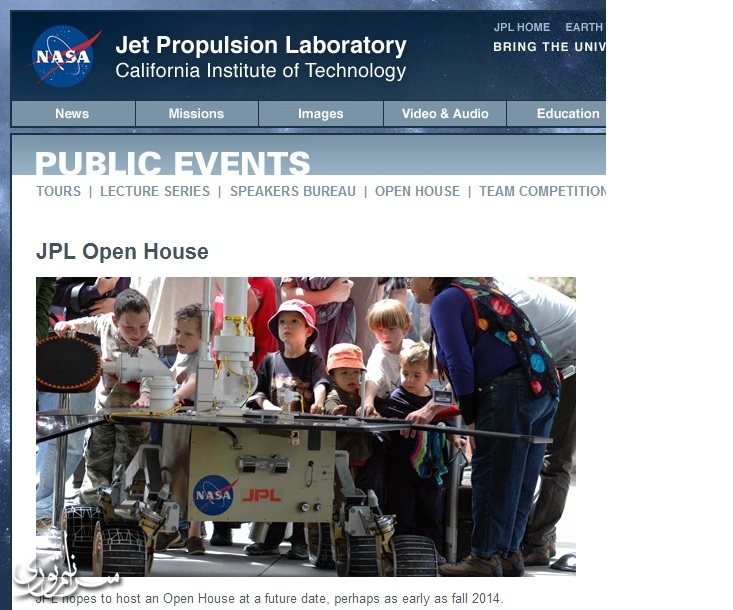 NASA
Jet Propulsion Laboratory
California Institute of Technology
JPL HOME EARTH
BRING THE UNIV
News Missions Images Video & Audio Education
PUBLIC EVENTS
TOURS | LECTURE SERIES | SPEAKERS BUREAU | OPEN HOUSE | TEAM COMPETITION
JPL Open House
NASA JPL
JPL hopes to host an Open House at a future date, perhaps as early as fall 2014.